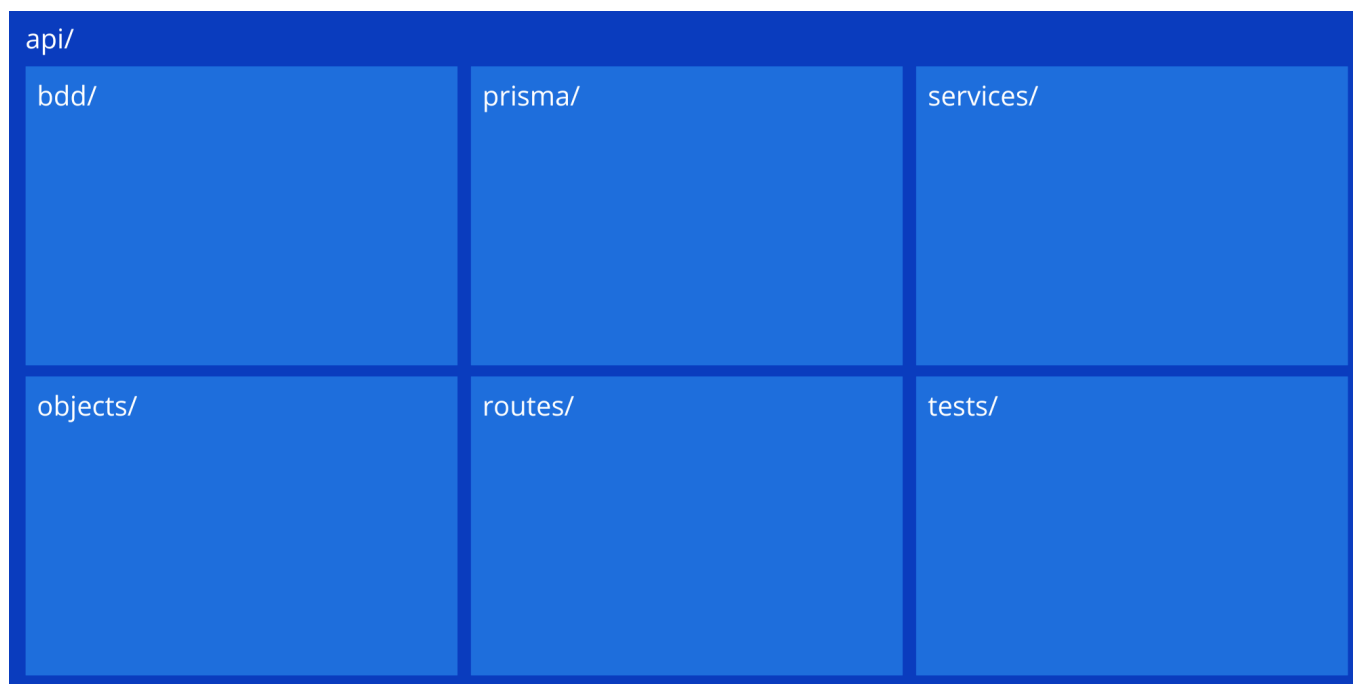 api/
bdd/
prisma/
services/
objects/
routes/
tests/